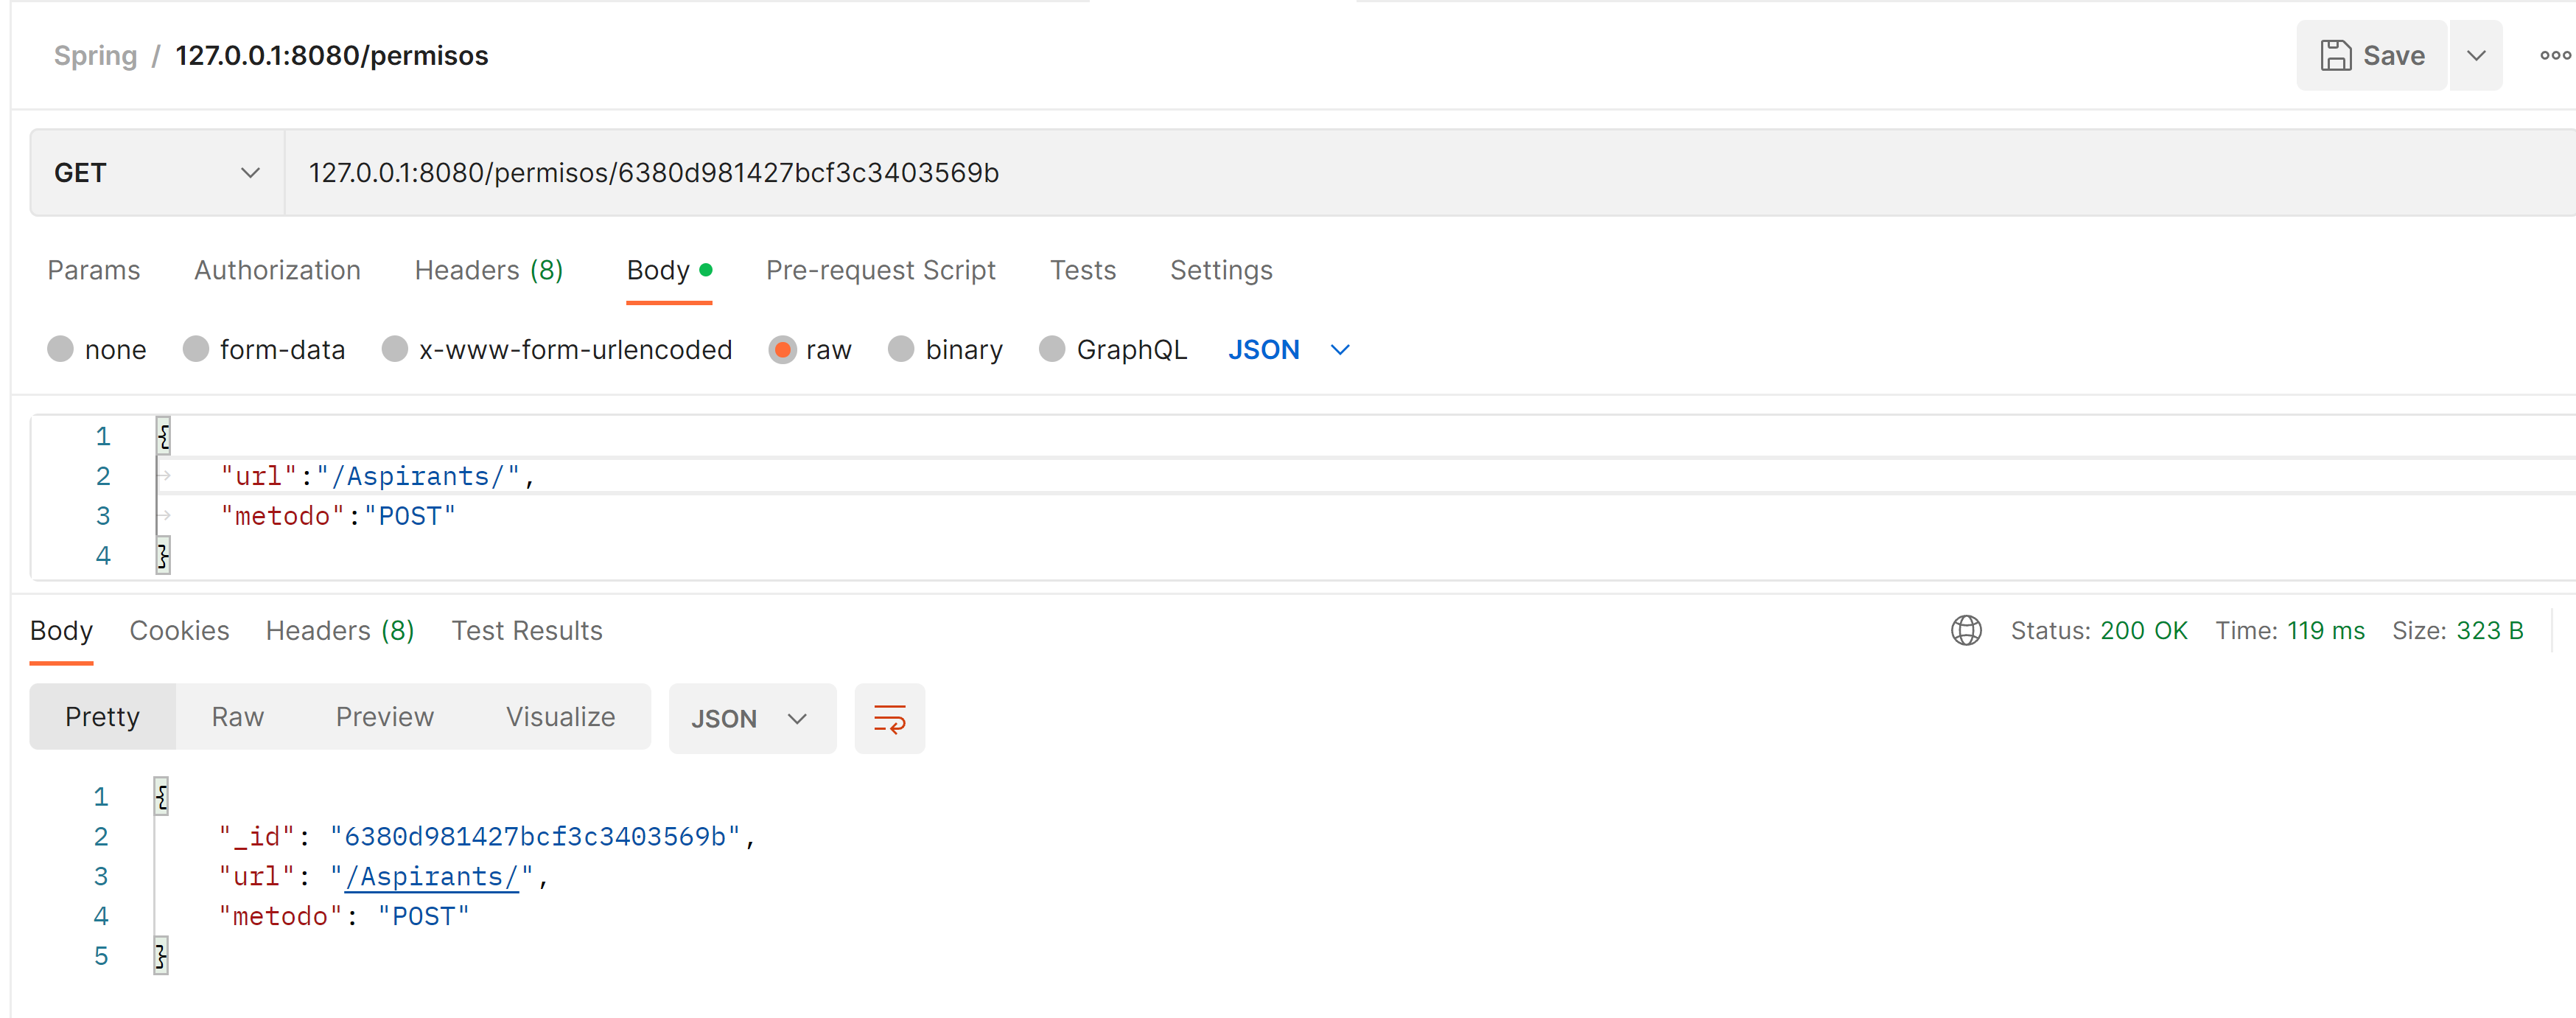 Spring / 127.0.0.1:8080/permisos
Save
GET 127.0.0.1:8080/permisos/6380d981427bcf3c3403569b
Params Authorization Headers (8) Body Pre-request Script Tests Settings
none form-data x-www-form-urlencoded raw binary GraphQL JSON
1 {
2 "url":"/Aspirants/",
3 "metodo":"POST"
4 }
Body Cookies Headers (8) Test Results Status: 200 OK Time: 119 ms Size: 323 B
Pretty Raw Preview Visualize JSON
1 {
2 "_id": "6380d981427bcf3c3403569b",
3 "url": "/Aspirants/",
4 "metodo": "POST"
5 }